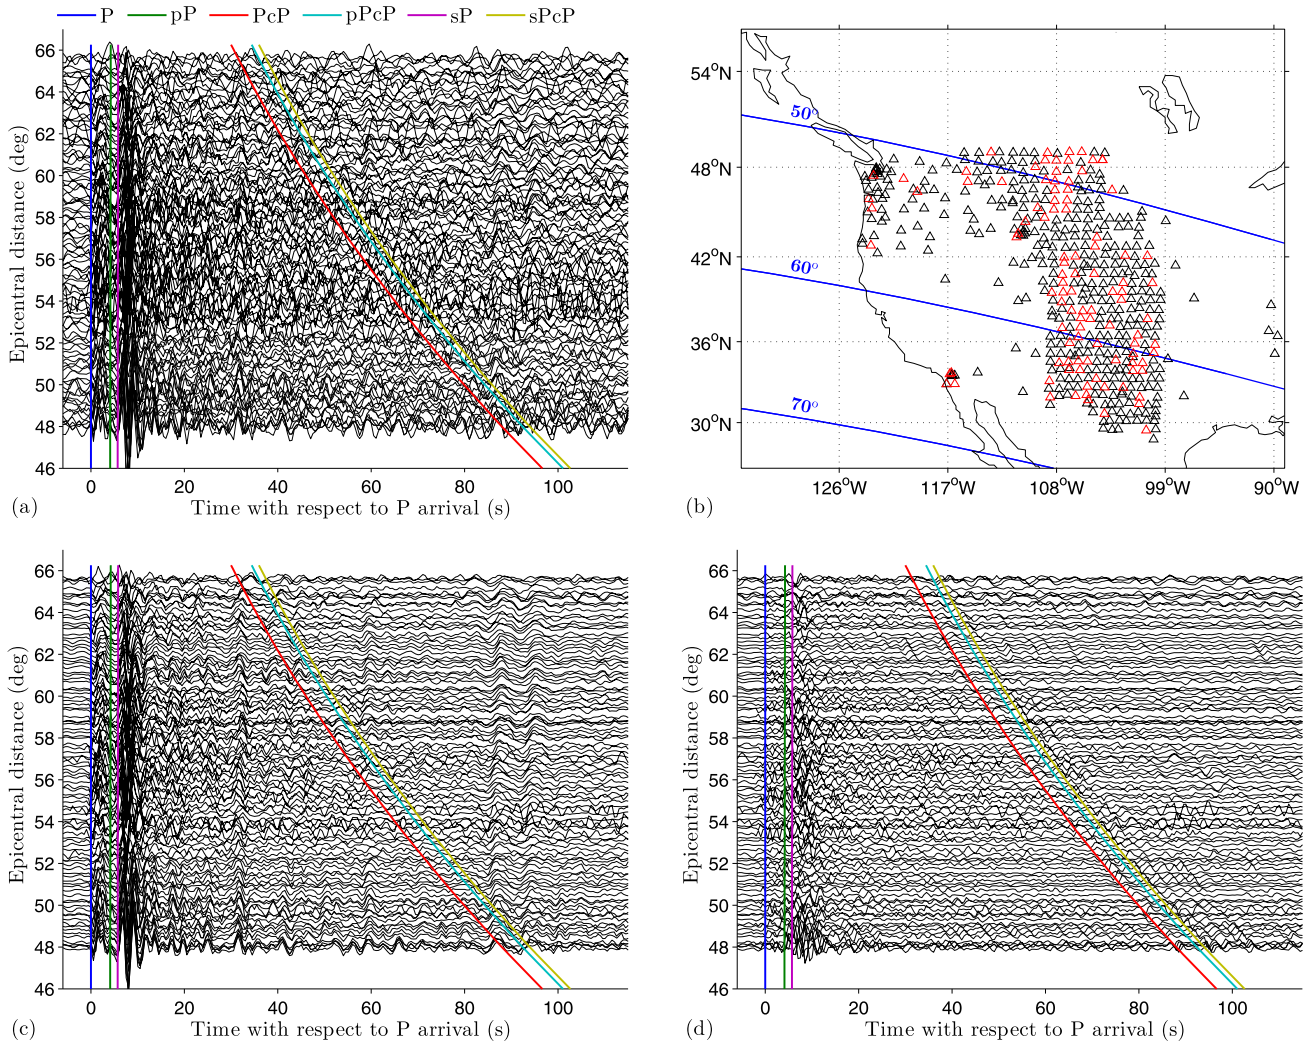 P pP PcP pPcP sP sPcP
66
64
62
60
58
56
54
52
50
48
46
Epicentral distance (deg)
0 20 40 60 80 100
Time with respect to P arrival (s)
(a)
54°N
48°N
42°N
36°N
30°N
50°
60°
70°
126°W 117°W 108°W 99°W 90°W
(b)
66
64
62
60
58
56
54
52
50
48
46
Epicentral distance (deg)
0 20 40 60 80 100
Time with respect to P arrival (s)
(c)
66
64
62
60
58
56
54
52
50
48
46
Epicentral distance (deg)
0 20 40 60 80 100
Time with respect to P arrival (s)
(d)